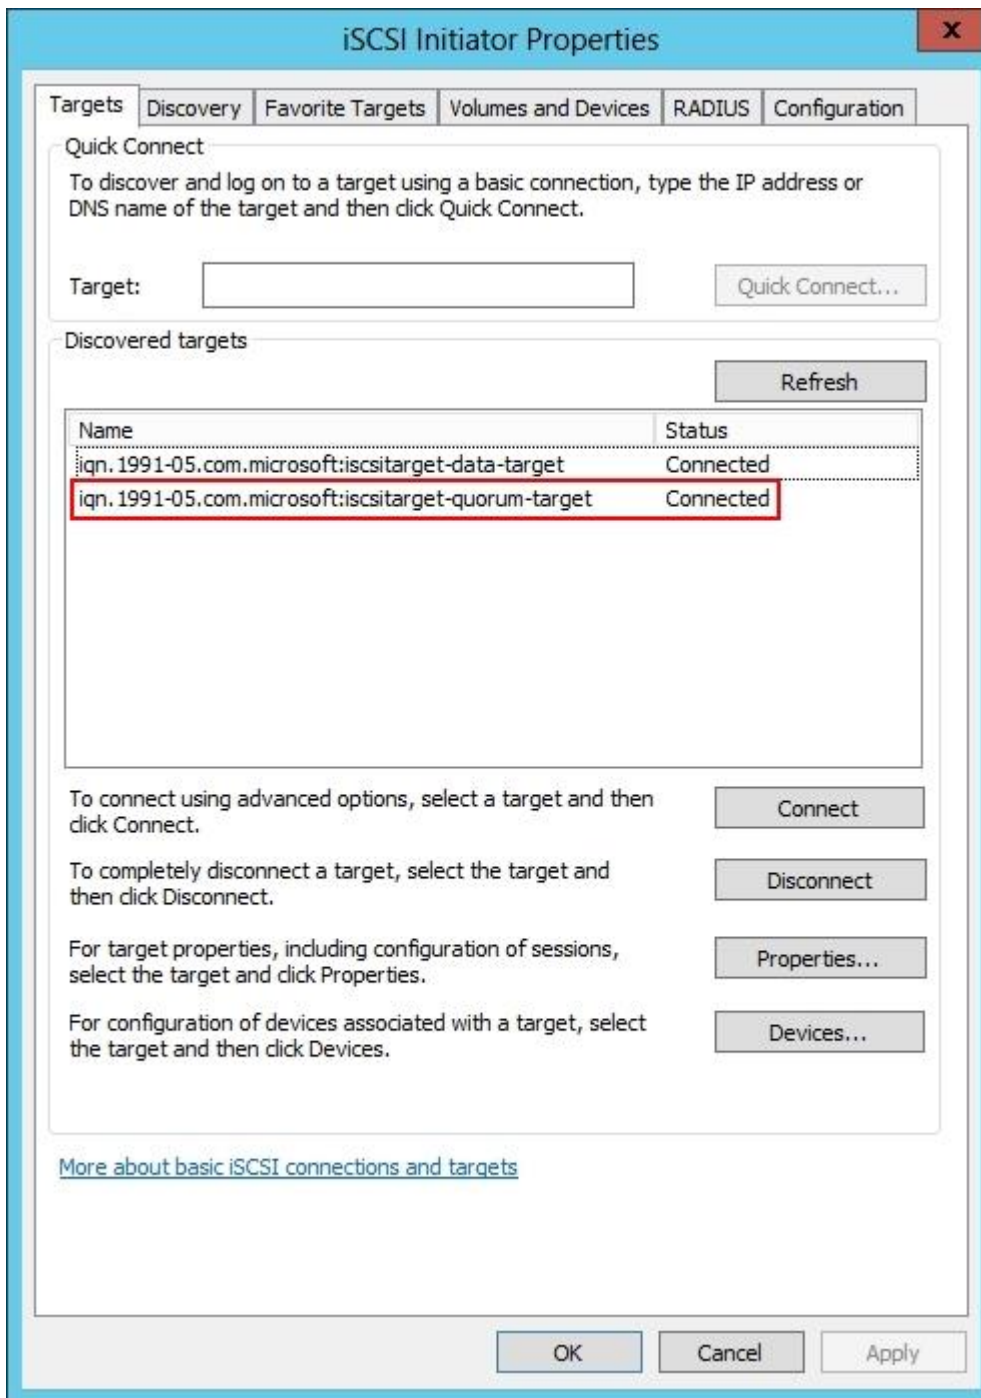 iSCSI Initiator Properties
x
Targets Discovery Favorite Targets Volumes and Devices RADIUS Configuration
Quick Connect
To discover and log on to a target using a basic connection, type the IP address or
DNS name of the target and then click Quick Connect.
Target:
Quick Connect...
Discovered targets
Refresh
Name Status
iqn.1991-05.com.microsoft:iscsitarget-data-target Connected
iqn.1991-05.com.microsoft:iscsitarget-quorum-target Connected
To connect using advanced options, select a target and then
click Connect.
Connect
To completely disconnect a target, select the target and
then click Disconnect.
Disconnect
For target properties, including configuration of sessions,
select the target and click Properties.
Properties...
For configuration of devices associated with a target, select
the target and then click Devices.
Devices...
More about basic iSCSI connections and targets
OK Cancel Apply